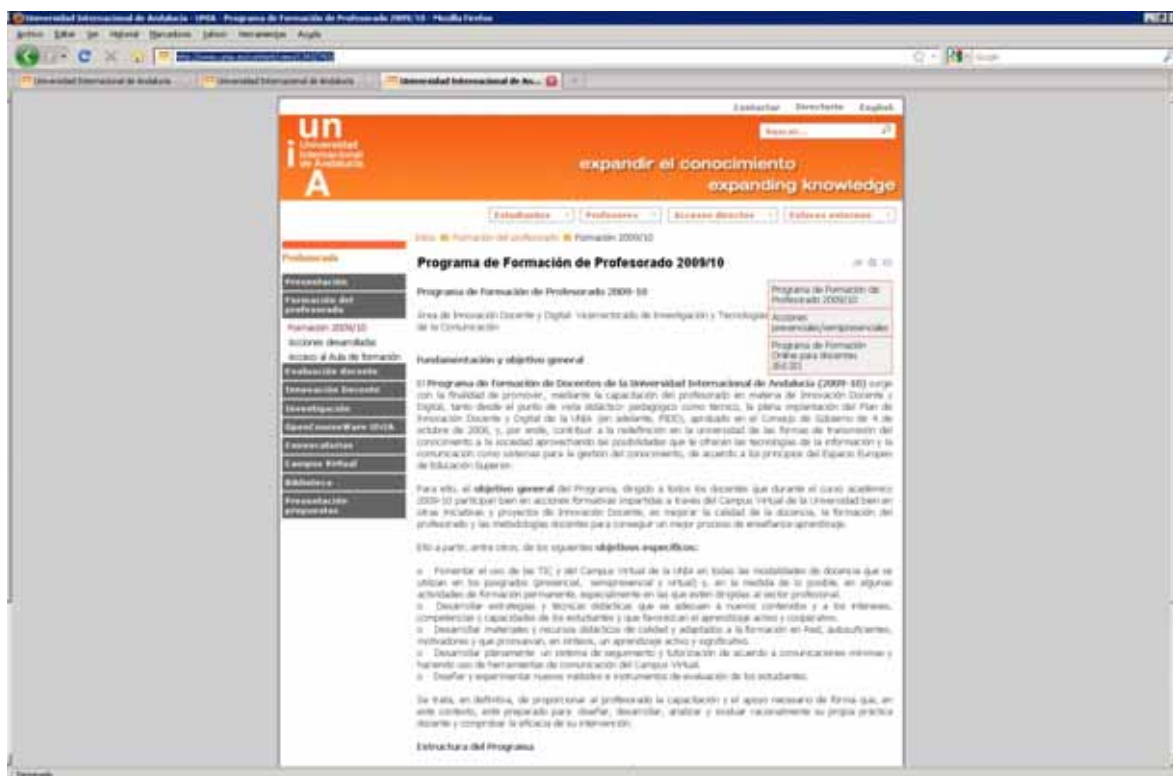 Universidad Internacional de Andalucía - UNIA - Programa de Formación de Profesorado 2009/10 - Mozilla Firefox
Archivo Editar Ver Historial Marcadores Herramientas Ayuda
Google
Universidad Internacional de Andalucía
Universidad Internacional de Andalucía
Universidad Internacional de An...
Contactar Directorio English
un
i Universidad
Internacional
de Andalucía
A
Buscar...
expandir el conocimiento
expanding knowledge
Estudiantes Profesores Accesos directos Enlaces externos
Inicio Formación del profesorado Formación 2009/10
Profesorado
Presentación
Formación del
profesorado
Formación 2009/10
Acciones desarrolladas
Acceso al Aula de formación
Evaluación docente
Innovación Docente
Investigación
OpenCourseWare UNIA
Convocatorias
Campus Virtual
Biblioteca
Presentación
propuestas
Programa de Formación de Profesorado 2009/10
Programa de Formación de Profesorado 2009-10
Área de Innovación Docente y Digital. Vicerrectorado de Investigación y Tecnologías
de la Comunicación
Programa de Formación de
Profesorado 2009/10
Acciones
presenciales/semipresenciales
Programa de Formación
Online para docentes
Fundamentación y objetivo general
El Programa de Formación de Docentes de la Universidad Internacional de Andalucía (2009-10) surge
con la finalidad de promover, mediante la capacitación del profesorado en materia de Innovación Docente y
Digital, tanto desde el punto de vista didáctico pedagógico como técnico, la plena implantación del Plan de
Innovación Docente y Digital de la UNIA (en adelante, PIDD), aprobado en el Consejo de Gobierno de 4 de
octubre de 2006, y, por ende, contribuir a la redefinición en la universidad de las formas de transmisión del
conocimiento a la sociedad aprovechando las posibilidades que le ofrecen las tecnologías de la información y la
comunicación como sistemas para la gestión del conocimiento, de acuerdo a los principios del Espacio Europeo
de Educación Superior.
Para ello, el objetivo general del Programa, dirigido a todos los docentes que durante el curso académico
2009-10 participan bien en acciones formativas impartidas a través del Campus Virtual de la Universidad bien en
otras iniciativas y proyectos de Innovación Docente, es mejorar la calidad de la docencia, la formación del
profesorado y las metodologías docentes para conseguir un mejor proceso de enseñanza-aprendizaje.
Ello a partir, entre otros, de los siguientes objetivos específicos:
o Fomentar el uso de las TIC y del Campus Virtual de la UNIA en todas las modalidades de docencia que se
utilizan en los posgrados (presencial, semipresencial y virtual) y, en la medida de lo posible, en algunas
actividades de formación permanente, especialmente en las que estén dirigidas al sector profesional.
o Desarrollar estrategias y técnicas didácticas que se adecuen a nuevos contenidos y a los intereses,
competencias y capacidades de los estudiantes y que favorezcan el aprendizaje activo y cooperativo.
o Desarrollar materiales y recursos didácticos de calidad y adaptados a la formación en Red, autosuficientes,
motivadores y que promuevan, en síntesis, un aprendizaje activo y significativo.
o Desarrollar plenamente un sistema de seguimiento y tutorización de acuerdo a comunicaciones mínimas y
haciendo uso de herramientas de comunicación del Campus Virtual.
o Diseñar y experimentar nuevos métodos e instrumentos de evaluación de los estudiantes.
Se trata, en definitiva, de proporcionar al profesorado la capacitación y el apoyo necesario de forma que, en
este contexto, esté preparado para diseñar, desarrollar, analizar y evaluar racionalmente su propia práctica
docente y comprobar la eficacia de su intervención.
Estructura del Programa